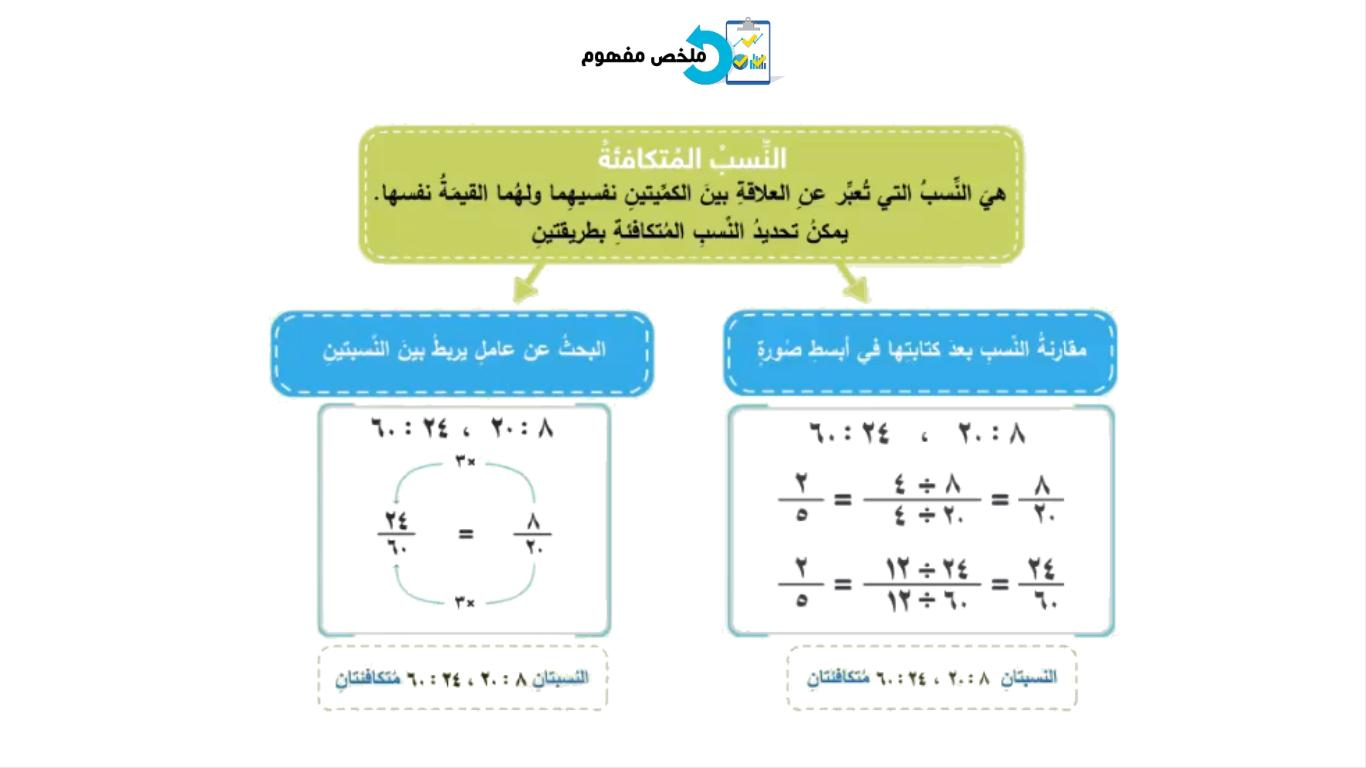 ملخص مفهوم
النِّسبُ المُتكافئةُ
هيَ النِّسبُ التي تُعبِّر عنِ العلاقةِ بينَ الكمِّيتينِ نفسيهِما ولهُما القيمَةُ نفسها.
يمكنُ تحديدُ النِّسبِ المُتكافئةِ بطريقتينِ
مقارنةُ النِّسبِ بعدَ كتابتِها في أبسطِ صُورةٍ
٨ : ٢٠ ، ٢٤ : ٦٠
٨/٢٠ = ٨ ÷ ٤/٢٠ ÷ ٤ = ٢/٥
٢٤/٦٠ = ٢٤ ÷ ١٢/٦٠ ÷ ١٢ = ٢/٥
النسبتانِ ٨ : ٢٠ ، ٢٤ : ٦٠ مُتكافئتانِ
البحثُ عن عاملٍ يربطُ بينَ النِّسبتينِ
٨ : ٢٠ ، ٢٤ : ٦٠
×٣
٨/٢٠ = ٢٤/٦٠
×٣
النسبتانِ ٨ : ٢٠ ، ٢٤ : ٦٠ مُتكافئتانِ